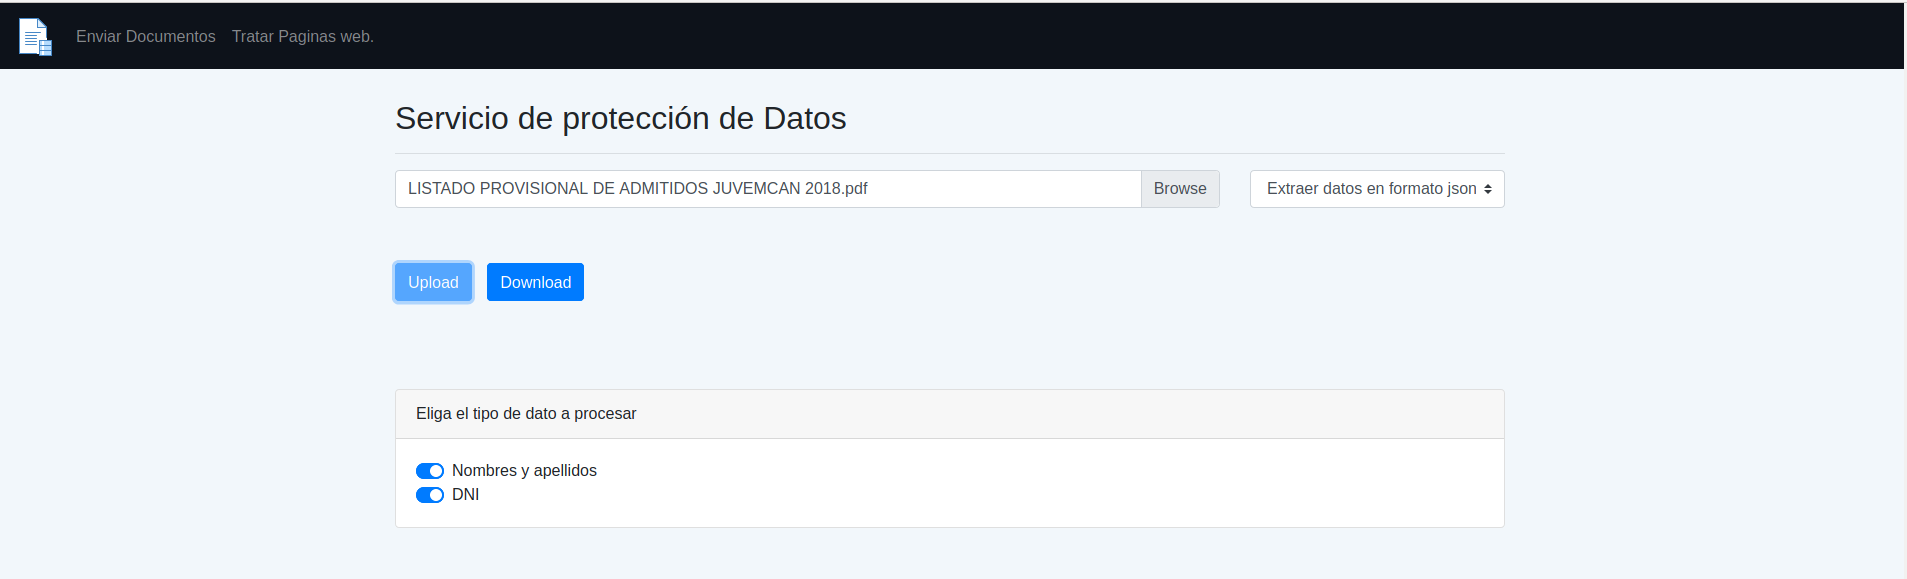 Enviar Documentos Tratar Paginas web.
Servicio de protección de Datos
LISTADO PROVISIONAL DE ADMITIDOS JUVEMCAN 2018.pdf Browse Extraer datos en formato json
Upload Download
Eliga el tipo de dato a procesar
Nombres y apellidos
DNI